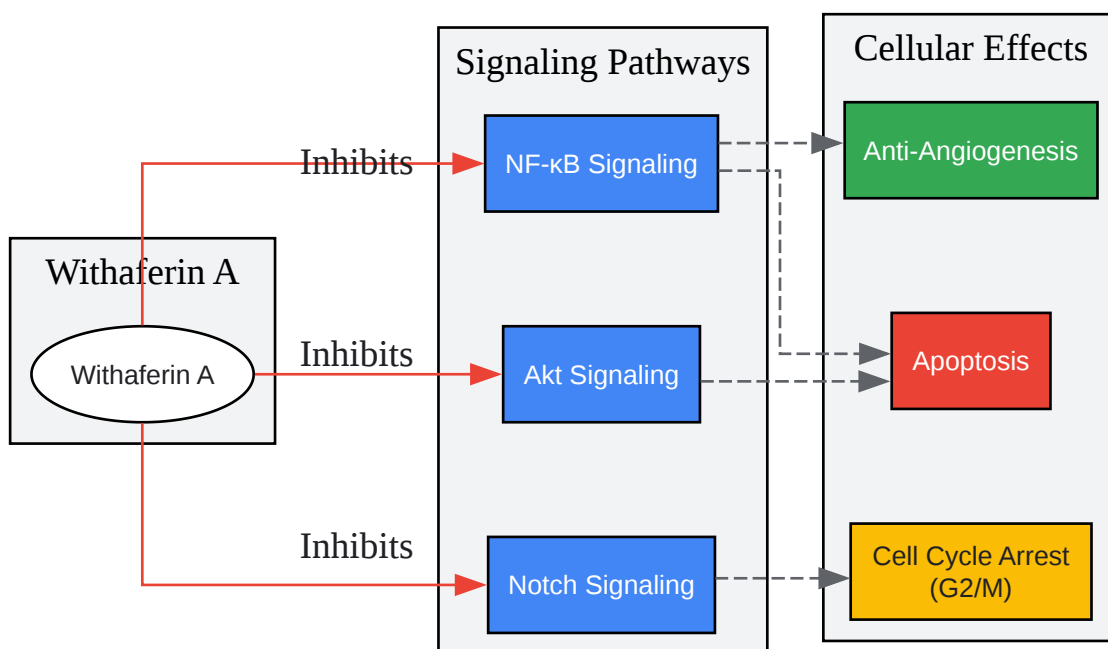 Signaling Pathways
Cellular Effects
Inhibits
NF-κB Signaling
Anti-Angiogenesis
Withaferin A
Withaferin A
Inhibits
Akt Signaling
Apoptosis
Inhibits
Notch Signaling
Cell Cycle Arrest
(G2/M)